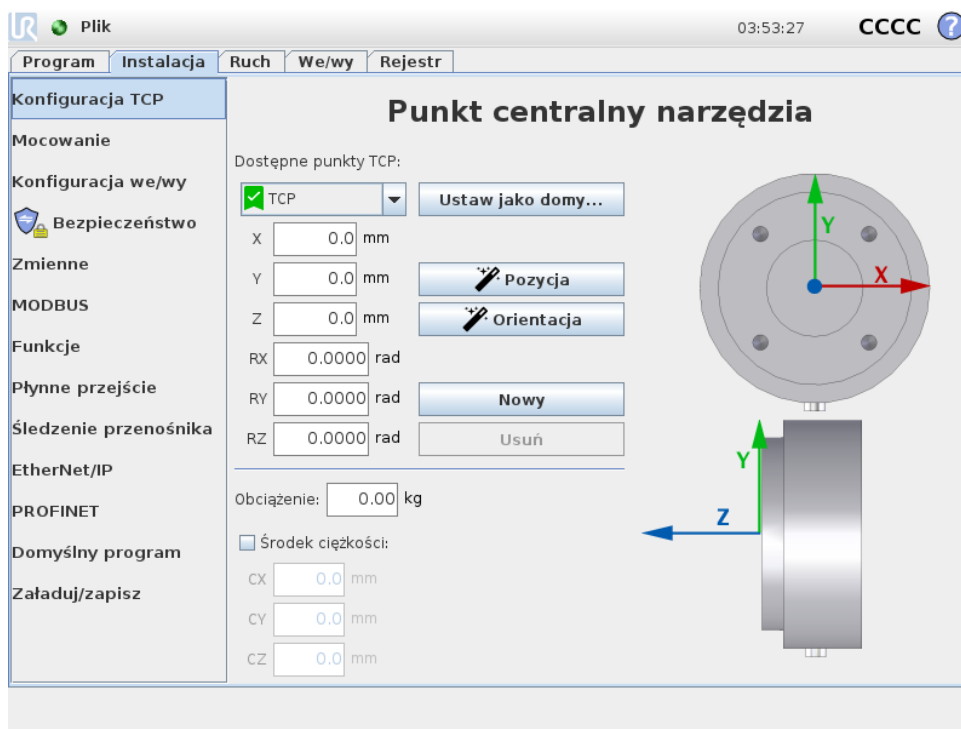 UR Plik 03:53:27 CCCC ?
Program Instalacja Ruch We/wy Rejestr
Konfiguracja TCP
Mocowanie
Konfiguracja we/wy
Bezpieczeństwo
Zmienne
MODBUS
Funkcje
Płynne przejście
Śledzenie przenośnika
EtherNet/IP
PROFINET
Domyślny program
Załaduj/zapisz
Punkt centralny narzędzia
Dostępne punkty TCP:
TCP Ustaw jako domy...
X 0.0 mm
Y 0.0 mm Pozycja
Z 0.0 mm Orientacja
RX 0.0000 rad
RY 0.0000 rad Nowy
RZ 0.0000 rad Usuń
Obciążenie: 0.00 kg
Środek ciężkości:
CX 0.0 mm
CY 0.0 mm
CZ 0.0 mm
Y
X
Y
Z